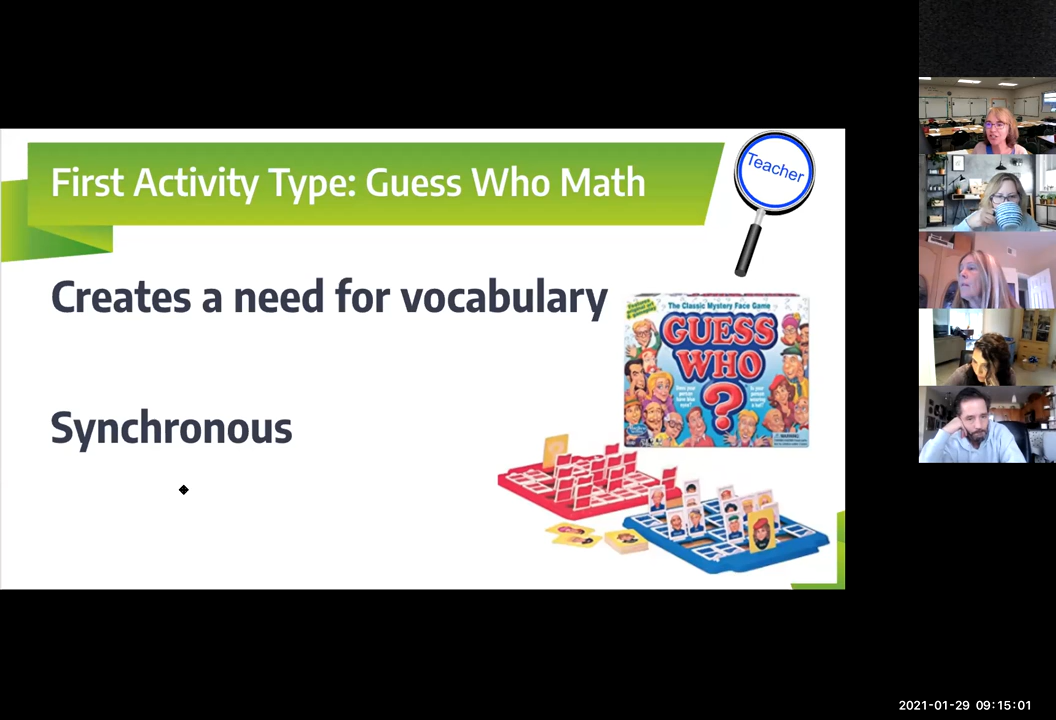 First Activity Type: Guess Who Math
Teacher
Creates a need for vocabulary
The Classic Mystery Face Game
GUESS
WHO
?
Synchronous
2021-01-29 09:15:01